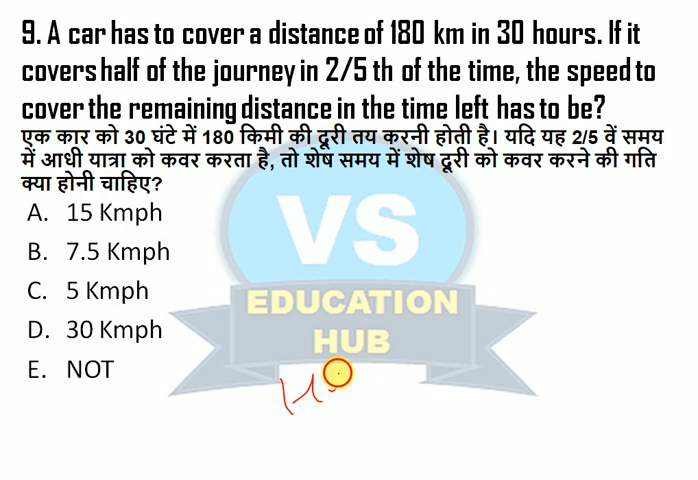 9. A car has to cover a distance of 180 km in 30 hours. If it
covers half of the journey in 2/5 th of the time, the speed to
cover the remaining distance in the time left has to be?
एक कार को 30 घंटे में 180 किमी की दूरी तय करनी होती है। यदि यह 2/5 वें समय
में आधी यात्रा को कवर करता है, तो शेष समय में शेष दूरी को कवर करने की गति
क्या होनी चाहिए?
A. 15 Kmph
B. 7.5 Kmph
C. 5 Kmph
D. 30 Kmph
E. NOT
VS
EDUCATION
HUB